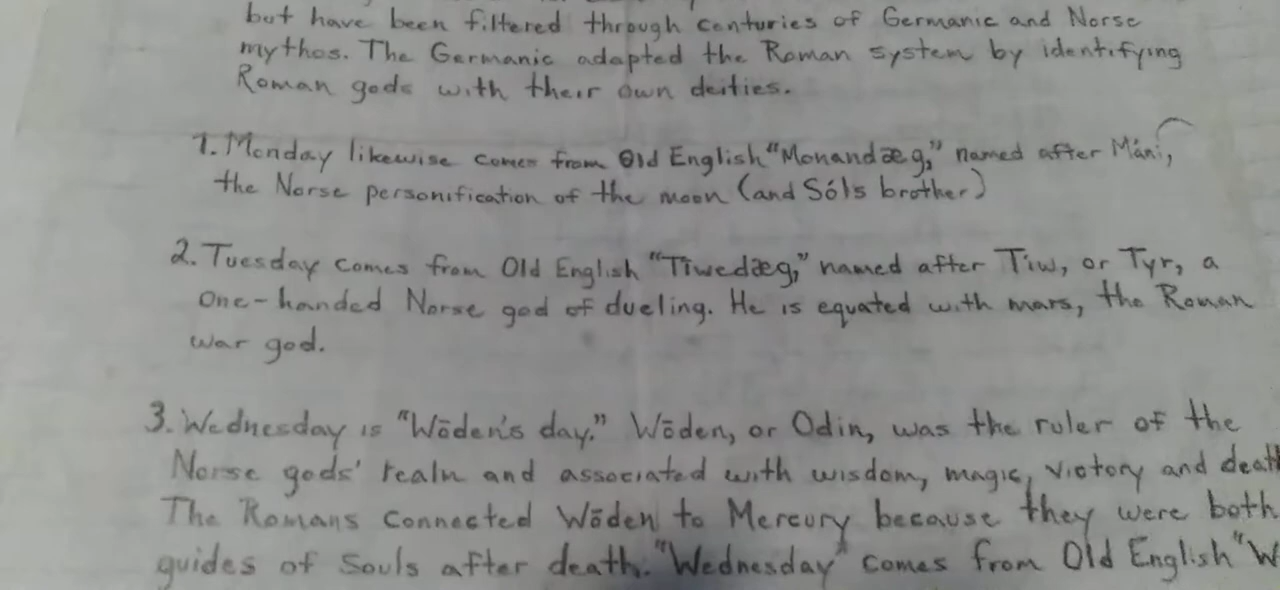 but have been filtered through centuries of Germanic and Norse
mythos. The Germanic adapted the Roman system by identifying
Roman gods with their own deities.
1. Monday likewise comes from Old English "Monandæg," named after Máni,
the Norse personification of the moon (and Sól's brother)
2. Tuesday comes from Old English "Tīwedæg," named after Tiw, or Tyr, a
one-handed Norse god of dueling. He is equated with mars, the Roman
war god.
3. Wednesday is "Wōden's day." Wōden, or Odin, was the ruler of the
Norse gods' realm and associated with wisdom, magic, victory and death
The Romans connected Wōden to Mercury because they were both
guides of Souls after death. "Wednesday" comes from Old English "W